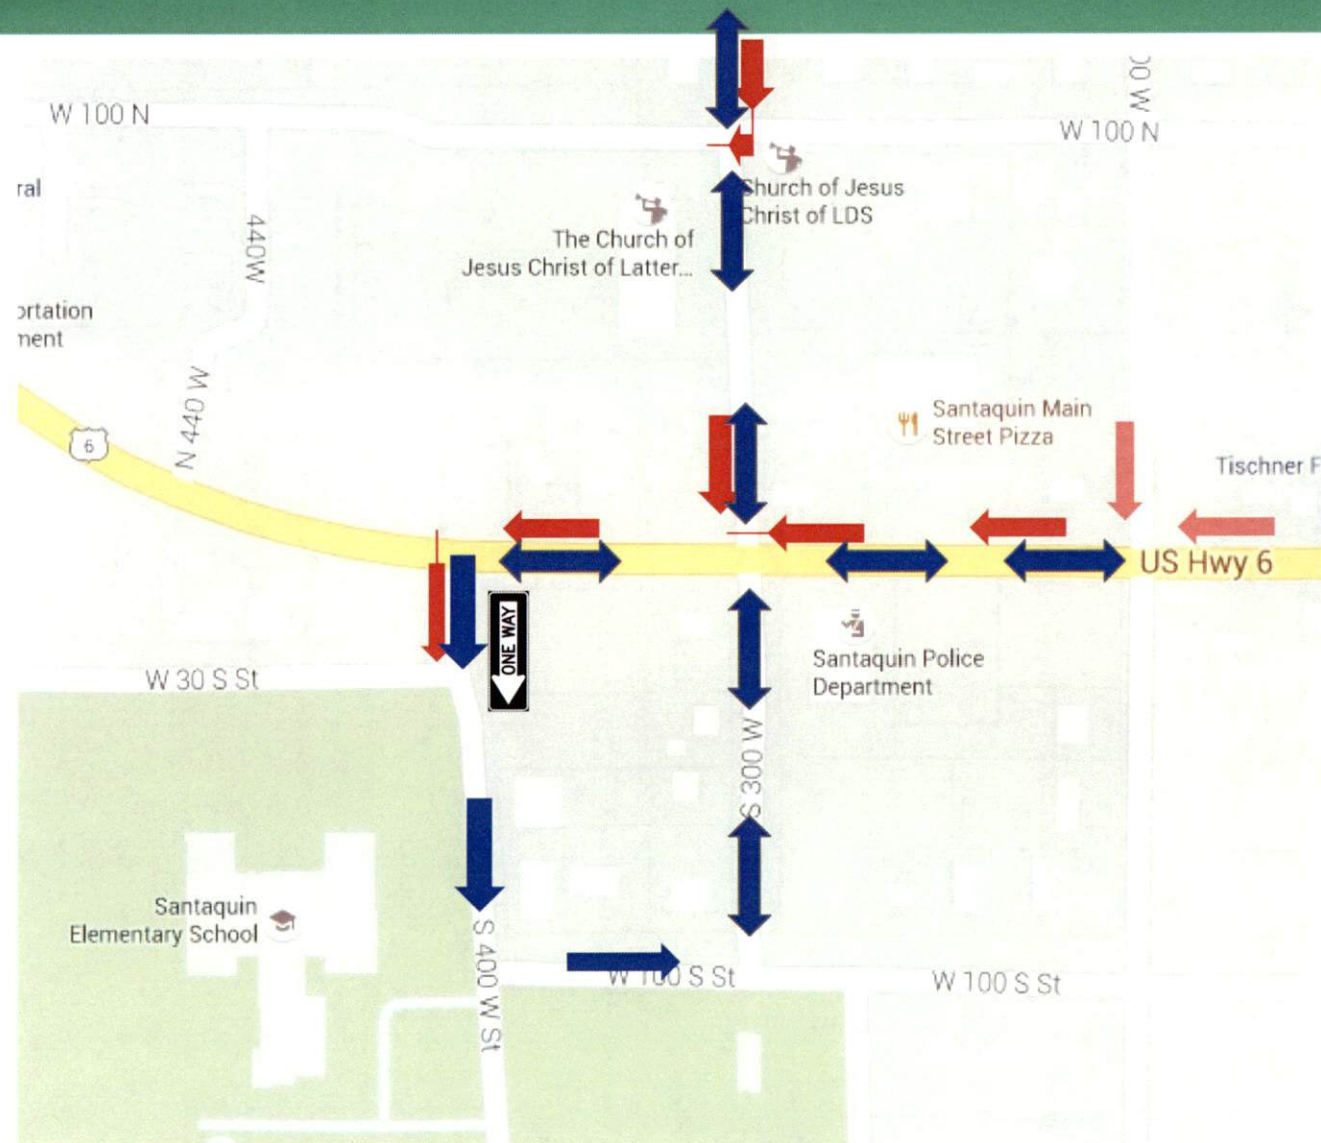 00 W
W 100 N
W 100 N
ral
Church of Jesus
Christ of LDS
440W
The Church of
Jesus Christ of Latter...
ortation
ment
N 440 W
6
Santaquin Main
Street Pizza
Tischner F
US Hwy 6
ONE WAY
Santaquin Police
Department
W 30 S St
S 300 W
Santaquin
Elementary School
S 400 W St
W 100 S St
W 100 S St